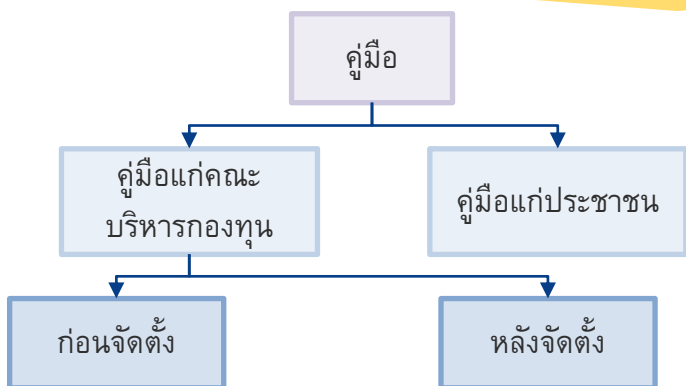 คู่มือ
คู่มือแก่คณะ
บริหารกองทุน
คู่มือแก่ประชาชน
ก่อนจัดตั้ง
หลังจัดตั้ง